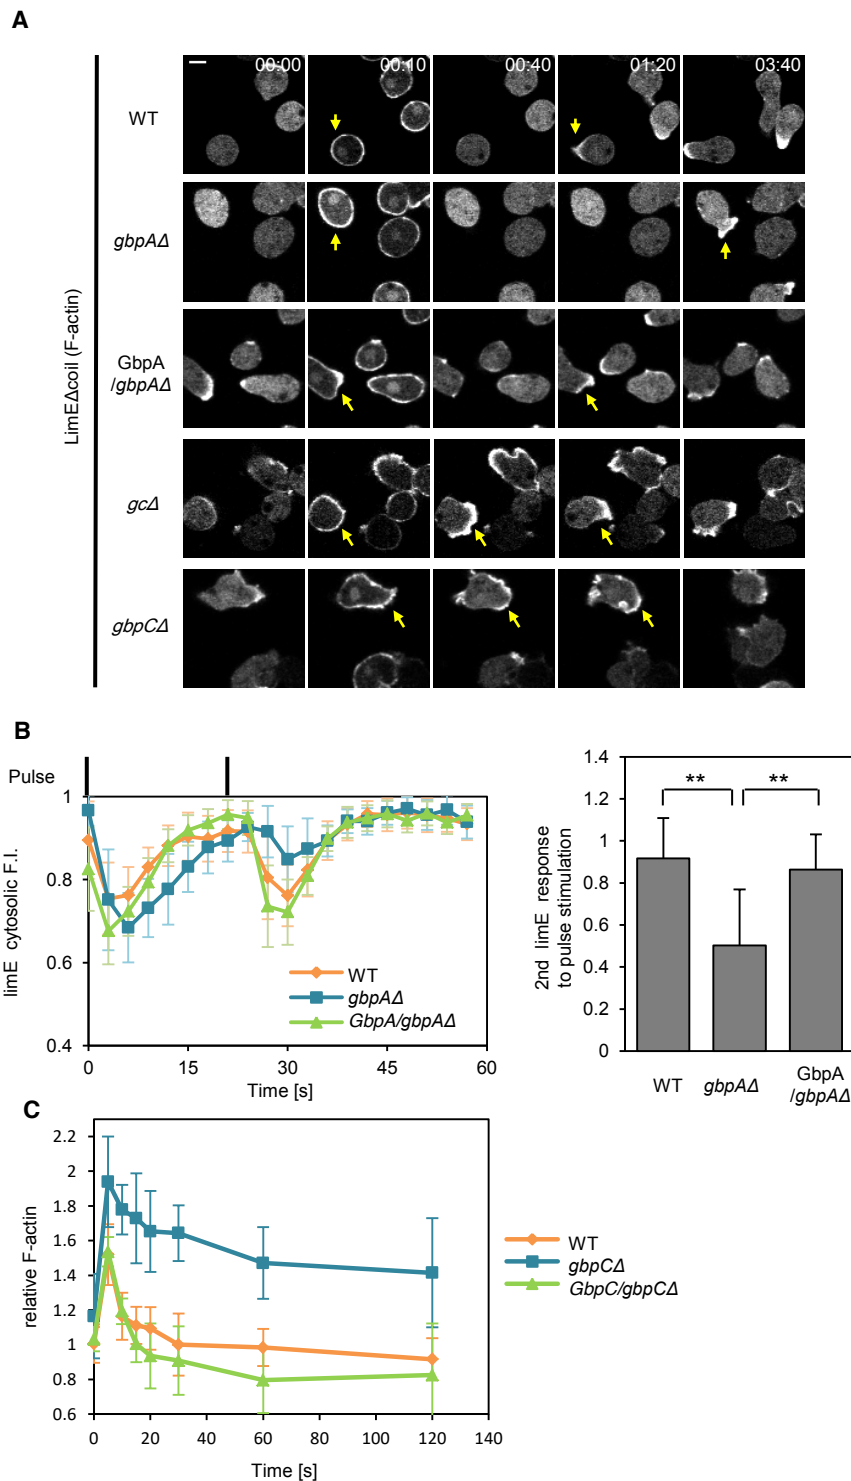 A
00:00 00:10 00:40 01:20 03:40
LimEΔcoil (F-actin)
WT
gbpAΔ
GbpA
/gbpAΔ
gcΔ
gbpCΔ
B
Pulse
1
0.8
0.6
0.4
0 15 30 45 60
limE cytosolic F.I.
Time [s]
WT
gbpAΔ
GbpA/gbpAΔ
1.4
1.2
1
0.8
0.6
0.4
0.2
0
2nd limE response
to pulse stimulation
** **
WT gbpAΔ GbpA
/gbpAΔ
C
2.2
2
1.8
1.6
1.4
1.2
1
0.8
0.6
0 20 40 60 80 100 120 140
relative F-actin
Time [s]
WT
gbpCΔ
GbpC/gbpCΔ